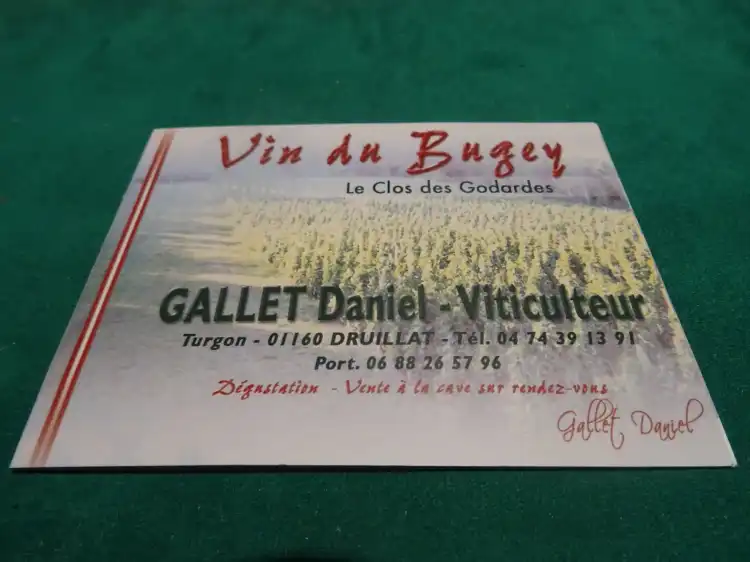 Vin du Bugey
Le Clos des Godardes
GALLET Daniel - Viticulteur
Turgon - 01160 DRUILLAT - Tél. 04 74 39 13 91
Port. 06 88 26 57 96
Dégustation - Vente à la cave sur rendez-vous
Gallet Daniel